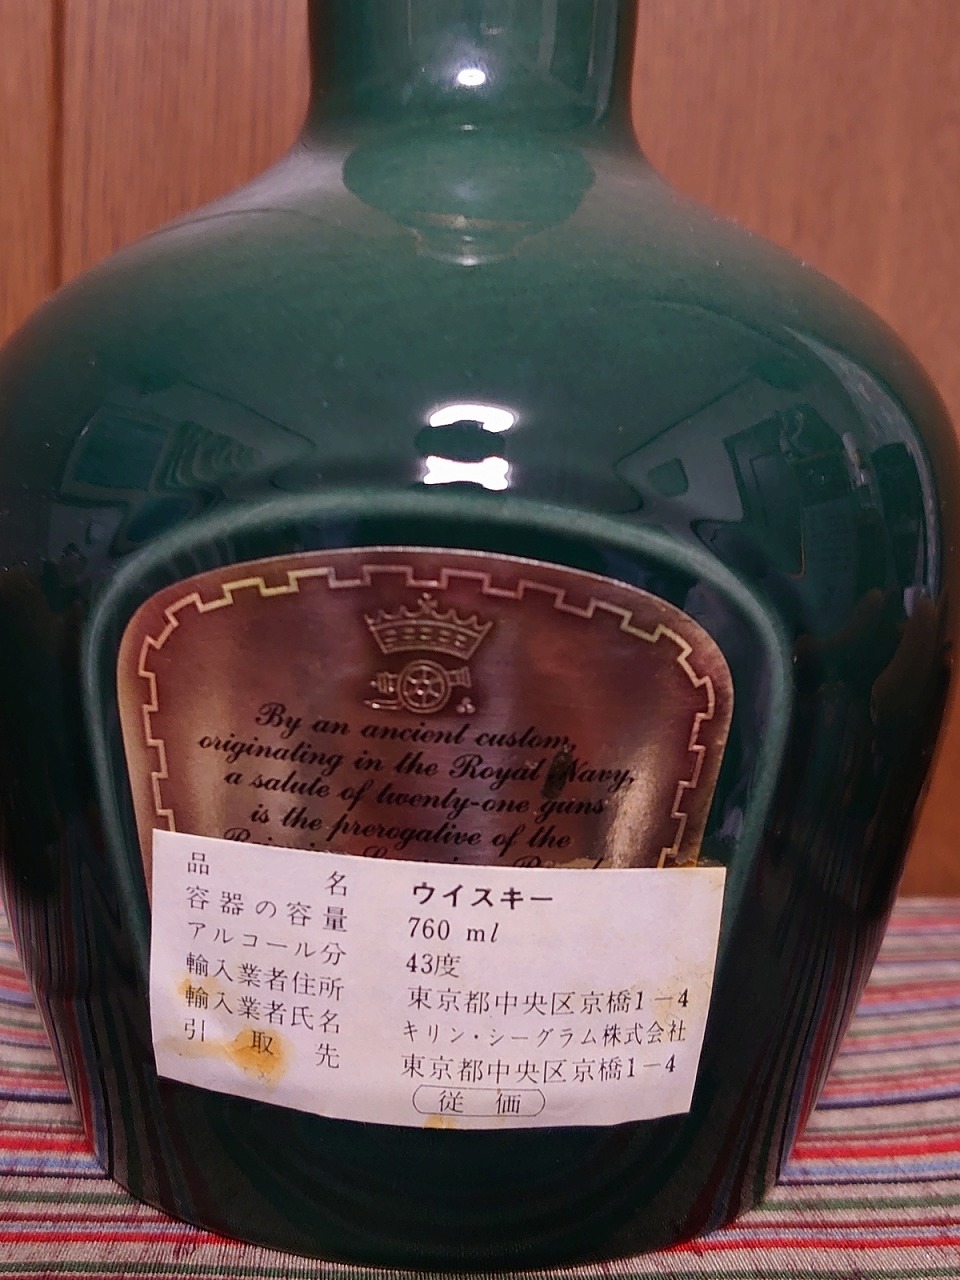 By an ancient custom,
originating in the Royal Navy,
a salute of twenty-one guns
is the prerogative of the
品名 ウイスキー
容器の容量 760 ml
アルコール分 43度
輸入業者住所 東京都中央区京橋1－4
輸入業者氏名 キリン・シーグラム株式会社
引取先 東京都中央区京橋1－4
従価